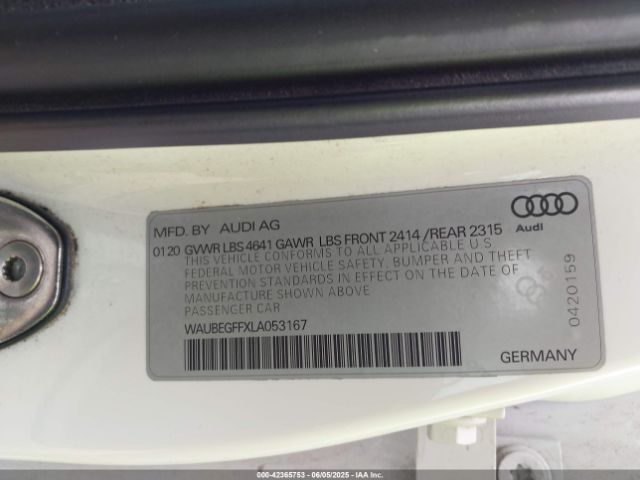 MFD. BY AUDI AG
0120 GVWR LBS 4641 GAWR LBS FRONT 2414 /REAR 2315
THIS VEHICLE CONFORMS TO ALL APPLICABLE U.S
FEDERAL MOTOR VEHICLE SAFETY, BUMPER AND THEFT
PREVENTION STANDARDS IN EFFECT ON THE DATE OF
MANUFACTURE SHOWN ABOVE
PASSENGER CAR
WAUBEGFFXLA053167
Audi
0420159
GERMANY
000-42365753 - 06/05/2025 - IAA Inc.